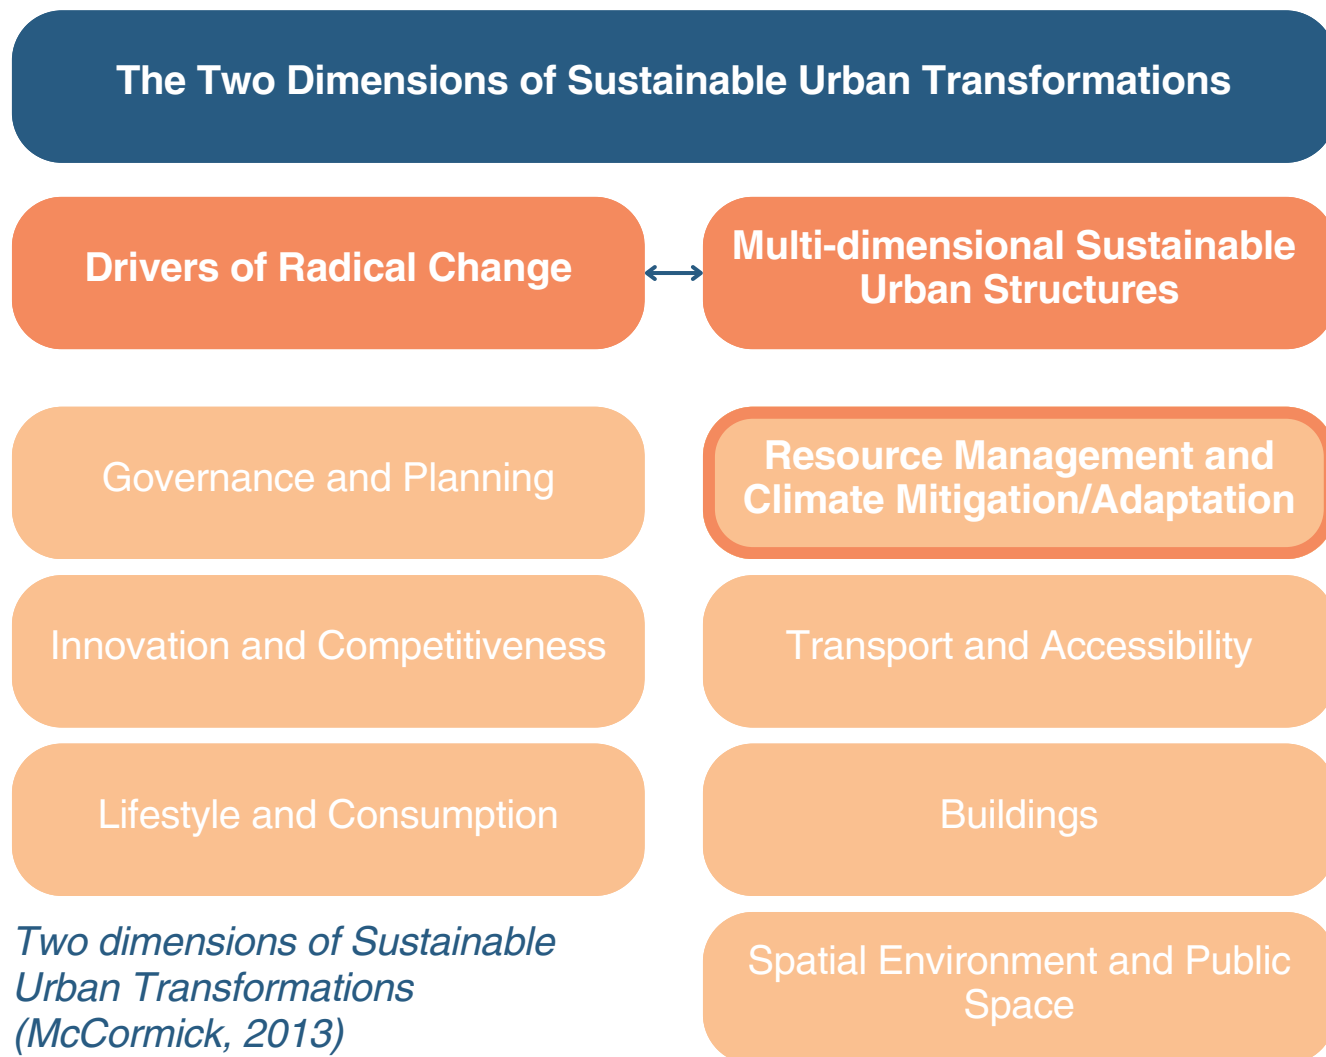 The Two Dimensions of Sustainable Urban Transformations
Drivers of Radical Change
Multi-dimensional Sustainable
Urban Structures
Governance and Planning
Resource Management and
Climate Mitigation/Adaptation
Innovation and Competitiveness
Transport and Accessibility
Lifestyle and Consumption
Buildings
Spatial Environment and Public
Space
Two dimensions of Sustainable
Urban Transformations
(McCormick, 2013)